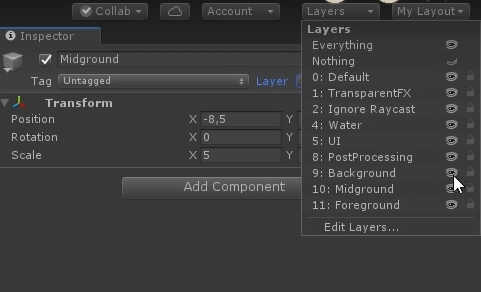 Collab
Account
Layers
My Layout
Inspector
Midground
Tag Untagged Layer
Transform
Position X -8,5 Y
Rotation X 0 Y
Scale X 5 Y
Add Component
Layers
Everything
Nothing
0: Default
1: TransparentFX
2: Ignore Raycast
4: Water
5: UI
8: PostProcessing
9: Background
10: Midground
11: Foreground
Edit Layers...